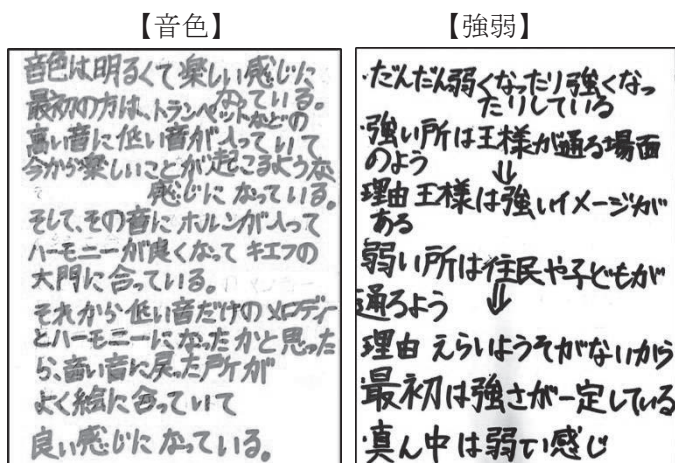 【音色】
音色は明るくて楽しい感じに
なっている。
最初の方は、トランペットなどの
高い音に低い音が入っていて
今から楽しいことが起こるような
感じになっている。
そして、その音にホルンが入って
ハーモニーが良くなってキエフの
大門に合っている。
それから低い音だけのメロディー
とハーモニーになったかと思った
ら、高い音に戻った所が
よく絵に合っていて
良い感じになっている。
【強弱】
・だんだん弱くなったり強くなっ
たりしている
・強い所は王様が通る場面
のよう
⇓
理由 王様は強いイメージが
ある
弱い所は住民や子どもが
通るよう
⇓
理由 えらいようそがないから
・最初は強さが一定している
・真ん中は弱い感じ